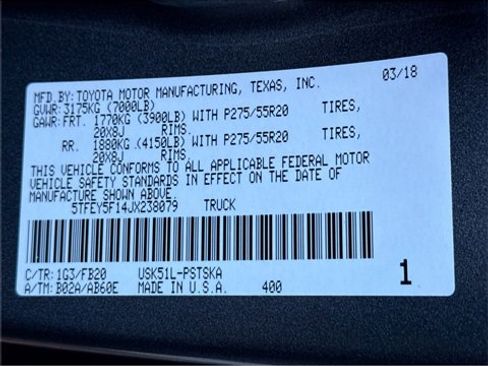 MFD.BY:TOYOTA MOTOR MANUFACTURING, TEXAS, INC. 03/18
GVWR:3175KG (7000LB)
GAWR:FRT. 1770KG (3900LB) WITH P275/55R20 TIRES,
20X8J RIMS.
RR. 1880KG (4150LB) WITH P275/55R20 TIRES,
20X8J RIMS.
THIS VEHICLE CONFORMS TO ALL APPLICABLE FEDERAL MOTOR
VEHICLE SAFETY STANDARDS IN EFFECT ON THE DATE OF
MANUFACTURE SHOWN ABOVE
5TFEY5F14JX238079 TRUCK
C/TR:1G3/FB20 USK51L-PSTSKA
A/TM:B02A/AB60E MADE IN U.S.A. 400 1